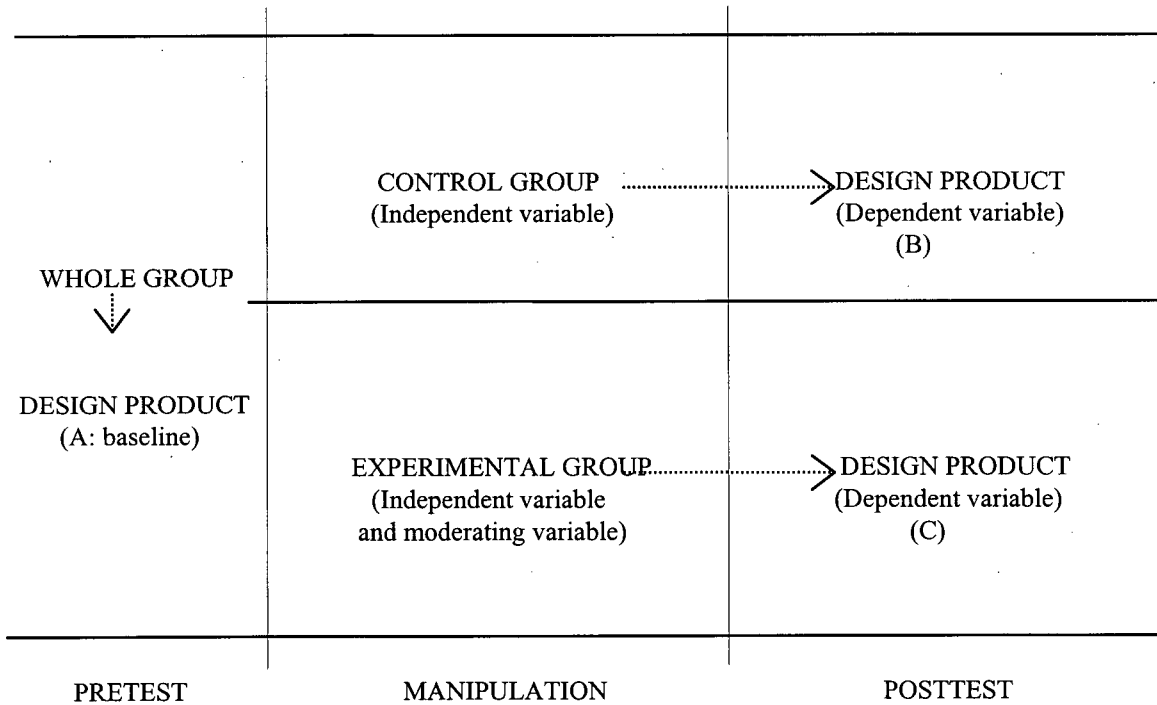 WHOLE GROUP
DESIGN PRODUCT
(A: baseline)
CONTROL GROUP
(Independent variable)
DESIGN PRODUCT
(Dependent variable)
(B)
EXPERIMENTAL GROUP
(Independent variable
and moderating variable)
DESIGN PRODUCT
(Dependent variable)
(C)
PRETEST
MANIPULATION
POSTTEST